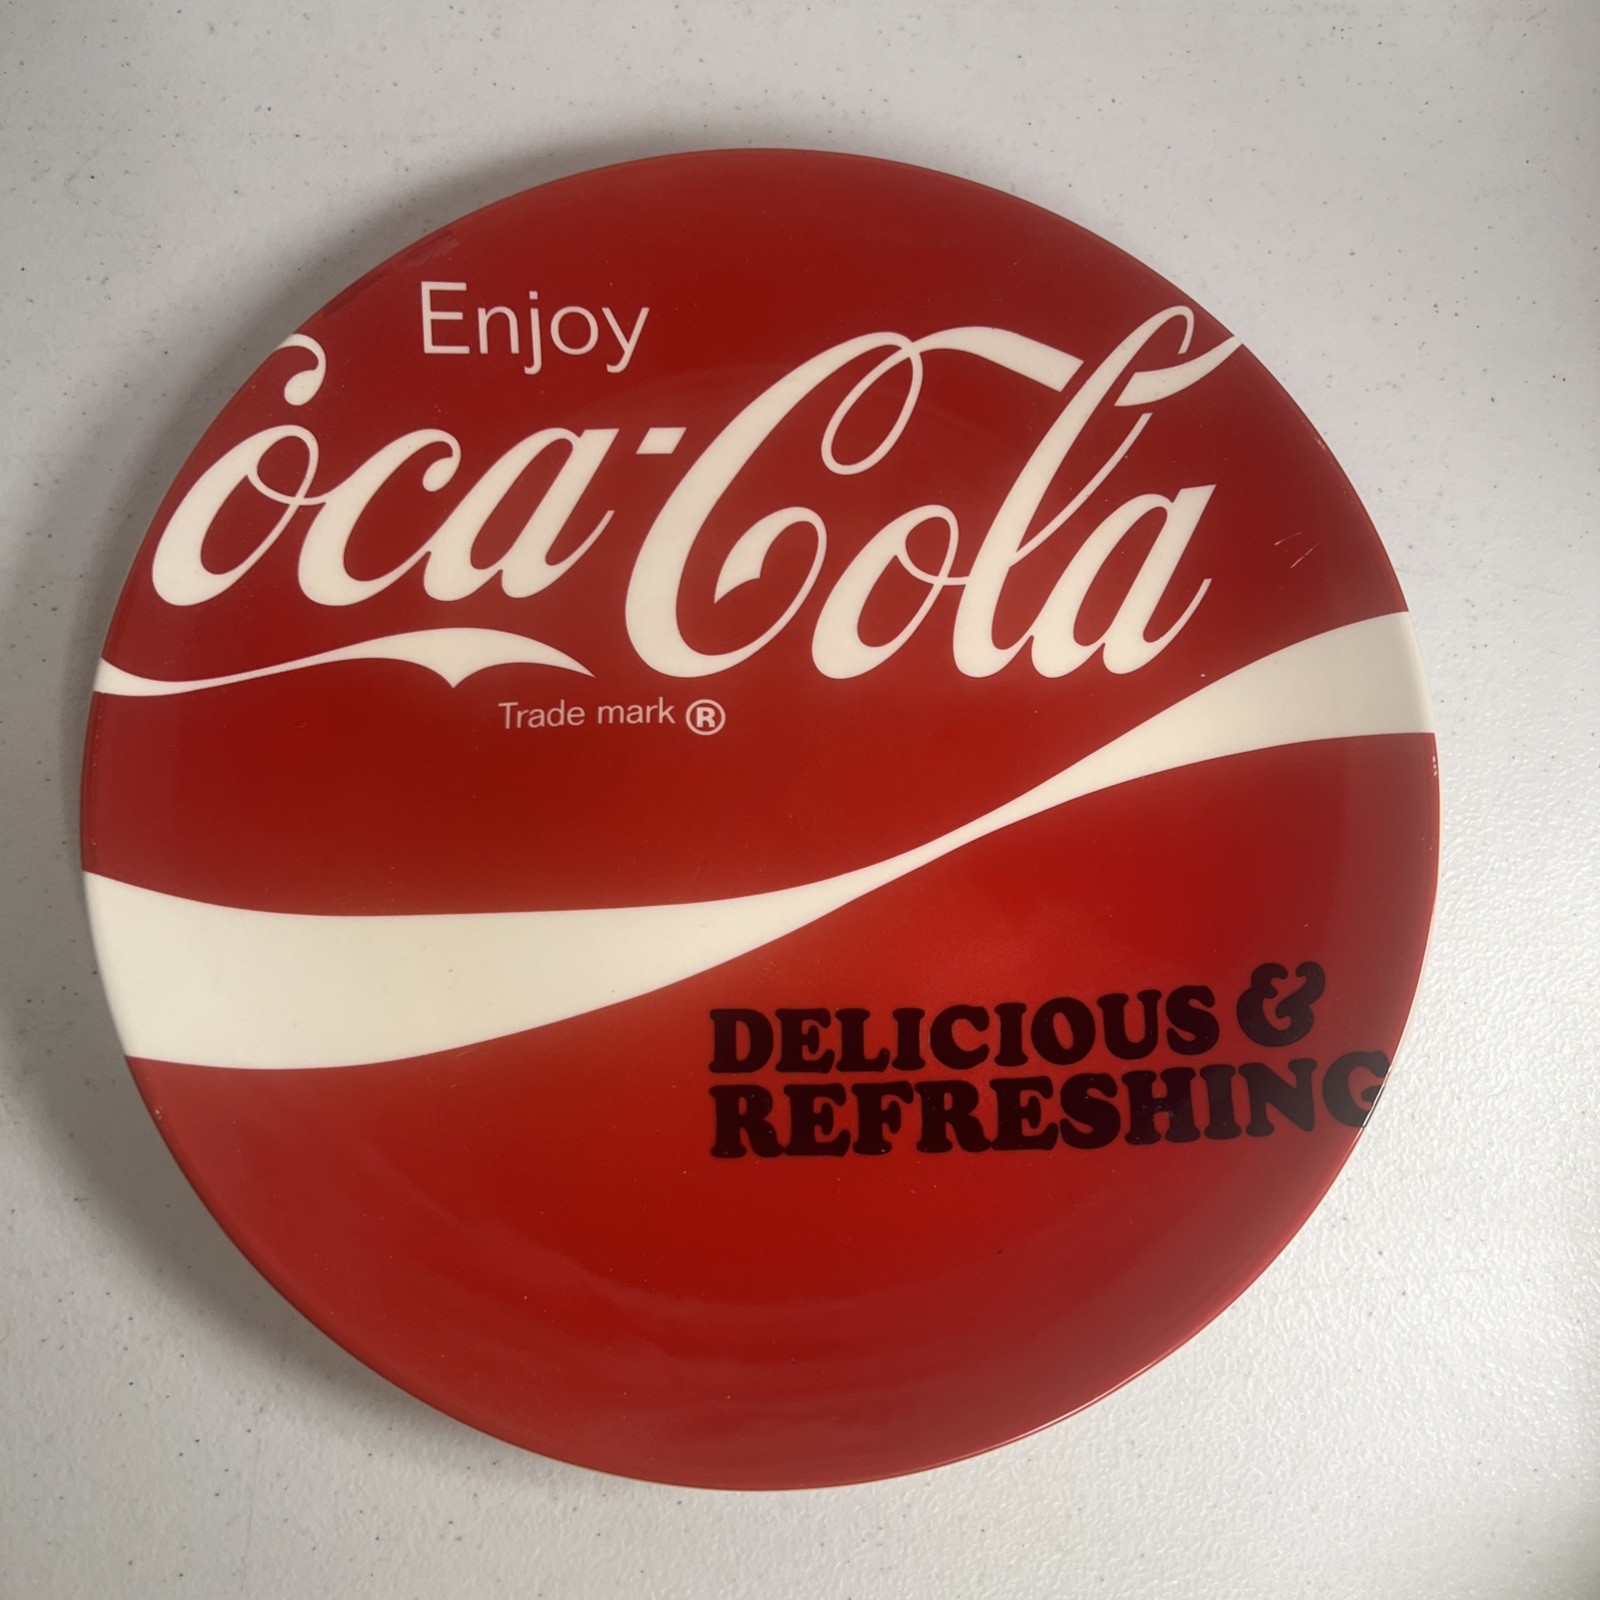 Enjoy
oca-Cola
Trade mark ®
DELICIOUS &
REFRESHING